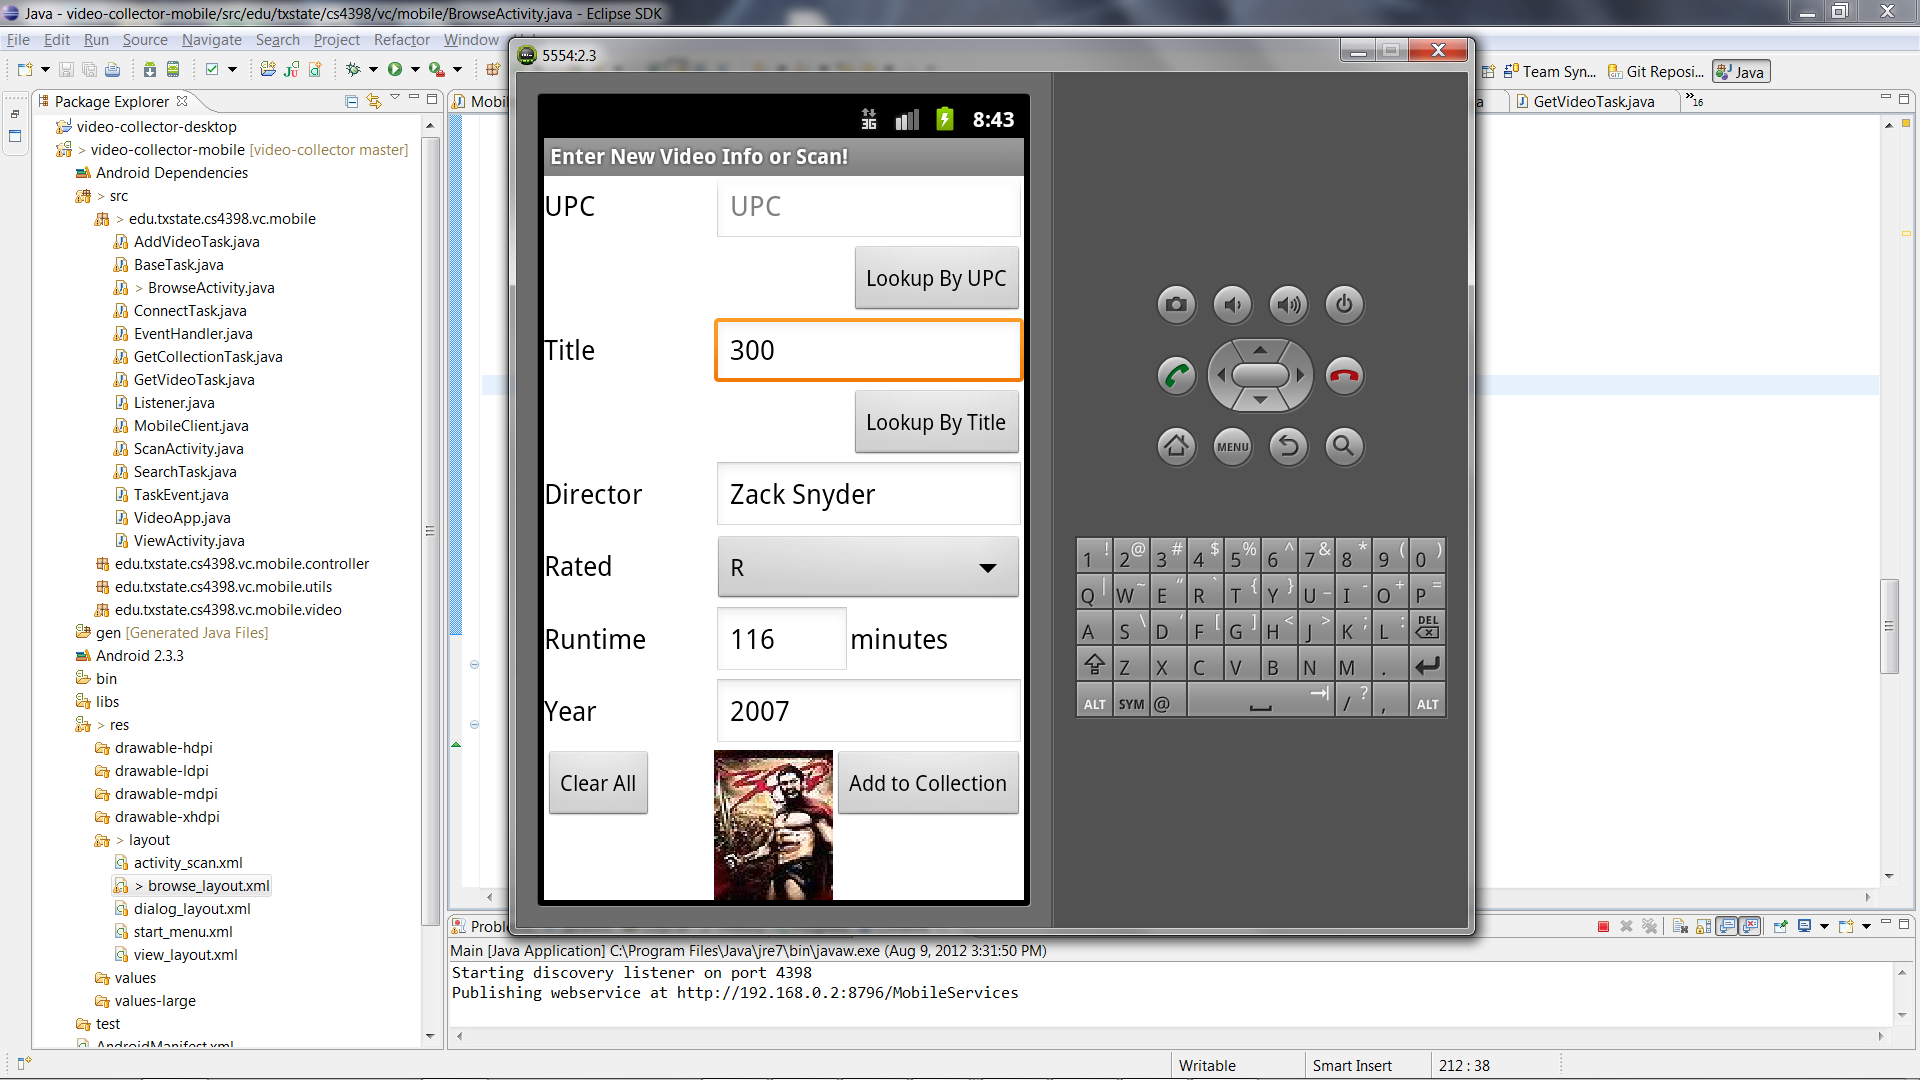 Java - video-collector-mobile/src/edu/txstate/cs4398/vc/mobile/BrowseActivity.java - Eclipse SDK
File Edit Run Source Navigate Search Project Refactor Window
Team Syn... Git Reposi... Java
Package Explorer
Mobil
GetVideoTask.java
16
video-collector-desktop
> video-collector-mobile [video-collector master]
Android Dependencies
> src
> edu.txstate.cs4398.vc.mobile
AddVideoTask.java
BaseTask.java
> BrowseActivity.java
ConnectTask.java
EventHandler.java
GetCollectionTask.java
GetVideoTask.java
Listener.java
MobileClient.java
ScanActivity.java
SearchTask.java
TaskEvent.java
VideoApp.java
ViewActivity.java
edu.txstate.cs4398.vc.mobile.controller
edu.txstate.cs4398.vc.mobile.utils
edu.txstate.cs4398.vc.mobile.video
gen [Generated Java Files]
Android 2.3.3
bin
libs
> res
drawable-hdpi
drawable-ldpi
drawable-mdpi
drawable-xhdpi
> layout
activity_scan.xml
> browse_layout.xml
dialog_layout.xml
start_menu.xml
view_layout.xml
values
values-large
test
AndroidManifest.xml
5554:2.3
3G 8:43
Enter New Video Info or Scan!
UPC UPC
Lookup By UPC
Title 300
Lookup By Title
Director Zack Snyder
Rated R
Runtime 116 minutes
Year 2007
Clear All Add to Collection
MENU
1 ! 2 @ 3 # 4 $ 5 % 6 ^ 7 & 8 * 9 ( 0 )
Q | W ~ E “ R ` T { Y } U _ I - O + P =
A S \ D ‘ F [ G ] H < J > K ; L : DEL
Z X C V B N M .
ALT SYM @ / ? , ALT
Probl
Main [Java Application] C:\Program Files\Java\jre7\bin\javaw.exe (Aug 9, 2012 3:31:50 PM)
Starting discovery listener on port 4398
Publishing webservice at http://192.168.0.2:8796/MobileServices
Writable Smart Insert 212 : 38